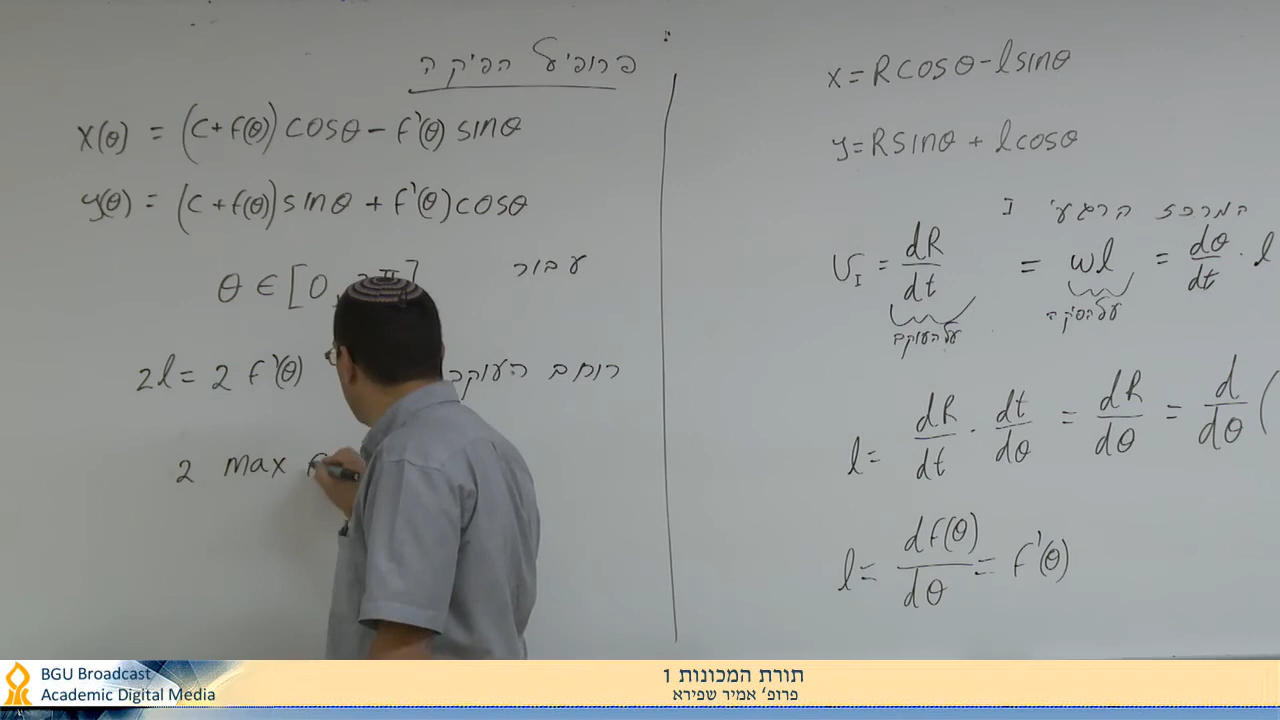 פרופיל הפיקה
x(θ) = (c+f(θ)) cosθ - f'(θ) sinθ
y(θ) = (c+f(θ)) sinθ + f'(θ) cosθ
θ ∈ [0, 2π] עבור
2l = 2 f'(θ) רוחב העוקב
2 max f
x = R cosθ - l sinθ
y = R sinθ + l cosθ
המרכז הרגעי I
v_I = dR/dt = ωl = dθ/dt · l
על העוקב על הפיקה
l = dR/dt · dt/dθ = dR/dθ = d/dθ (
l = df(θ)/dθ = f'(θ)
BGU Broadcast
Academic Digital Media
תורת המכונות 1
פרופ' אמיר שפירא